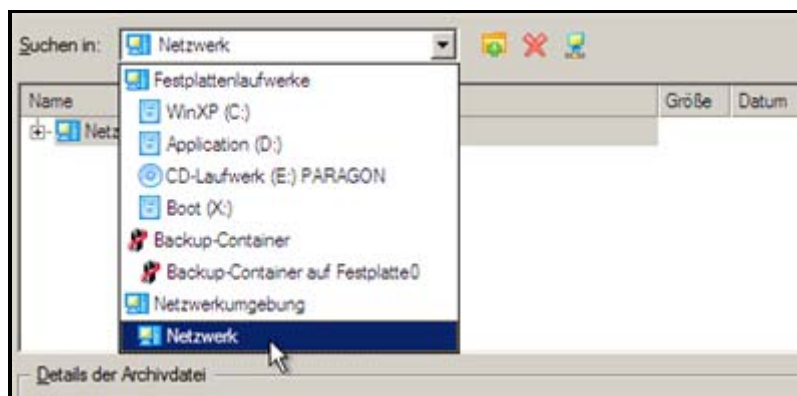 Suchen in: Netzwerk
Festplattenlaufwerke
Name Größe Datum
WinXP (C:)
Netz
Application (D:)
CD-Laufwerk (E:) PARAGON
Boot (X:)
Backup-Container
Backup-Container auf Festplatte0
Netzwerkumgebung
Netzwerk
Details der Archivdatei